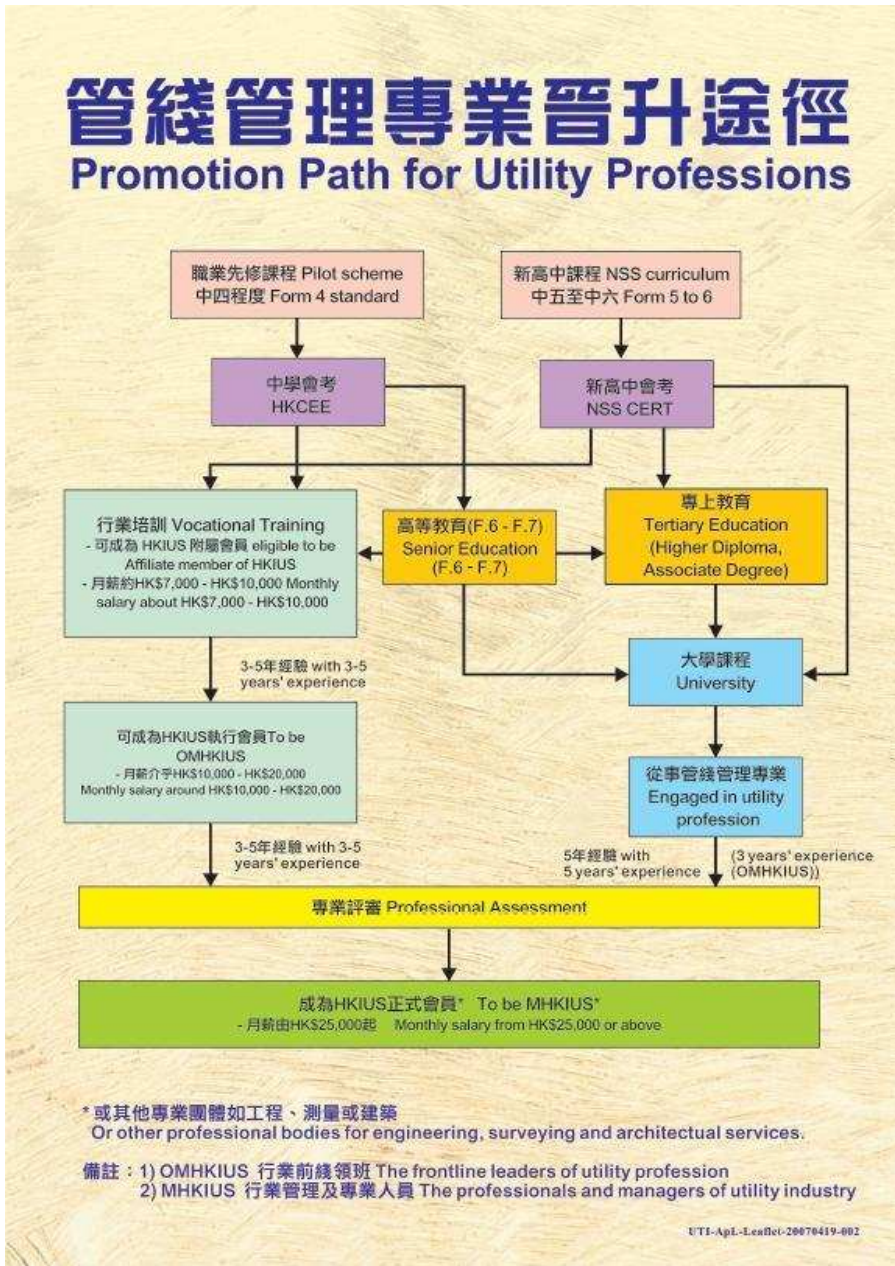 管綫管理專業晉升途徑
Promotion Path for Utility Professions
職業先修課程 Pilot scheme
中四程度 Form 4 standard
新高中課程 NSS curriculum
中五至中六 Form 5 to 6
中學會考
HKCEE
新高中會考
NSS CERT
行業培訓 Vocational Training
- 可成為 HKIUS 附屬會員 eligible to be
Affiliate member of HKIUS
- 月薪約HK$7,000 - HK$10,000 Monthly
salary about HK$7,000 - HK$10,000
高等教育(F.6 - F.7)
Senior Education
(F.6 - F.7)
專上教育
Tertiary Education
(Higher Diploma,
Associate Degree)
3-5年經驗 with 3-5
years' experience
大學課程
University
可成為HKIUS執行會員To be
OMHKIUS
- 月薪介乎HK$10,000 - HK$20,000
Monthly salary around HK$10,000 - HK$20,000
從事管綫管理專業
Engaged in utility
profession
3-5年經驗 with 3-5
years' experience
5年經驗 with
5 years' experience
(3 years' experience
(OMHKIUS))
專業評審 Professional Assessment
成為HKIUS正式會員* To be MHKIUS*
- 月薪由HK$25,000起 Monthly salary from HK$25,000 or above
* 或其他專業團體如工程、測量或建築
Or other professional bodies for engineering, surveying and architectual services.
備註：1) OMHKIUS 行業前綫領班 The frontline leaders of utility profession
2) MHKIUS 行業管理及專業人員 The professionals and managers of utility industry
UTI-ApL-Leaflet-20070419-002